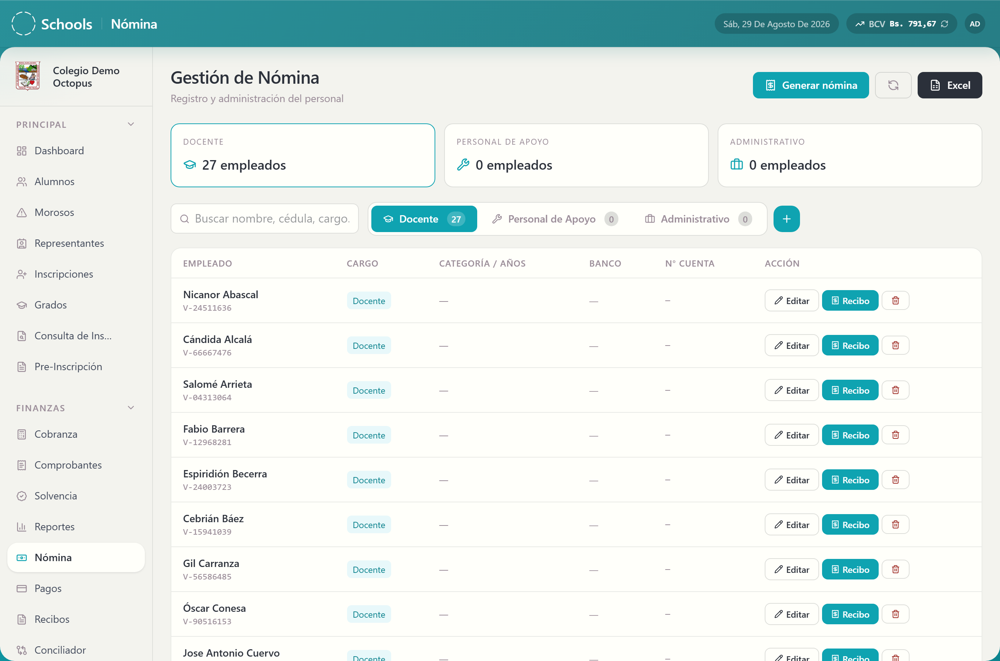 Schools
Nómina
Sáb, 29 De Agosto De 2026
BCV Bs. 791,67
AD
Colegio Demo
Octopus
PRINCIPAL
Dashboard
Alumnos
Morosos
Representantes
Inscripciones
Grados
Consulta de Ins...
Pre-Inscripción
FINANZAS
Cobranza
Comprobantes
Solvencia
Reportes
Nómina
Pagos
Recibos
Conciliador
Gestión de Nómina
Registro y administración del personal
Generar nómina
Excel
DOCENTE
27 empleados
PERSONAL DE APOYO
0 empleados
ADMINISTRATIVO
0 empleados
Buscar nombre, cédula, cargo.
Docente 27
Personal de Apoyo 0
Administrativo 0
EMPLEADO CARGO CATEGORÍA / AÑOS BANCO N° CUENTA ACCIÓN
Nicanor Abascal
V-24511636
Docente — — — Editar Recibo
Cándida Alcalá
V-66667476
Docente — — — Editar Recibo
Salomé Arrieta
V-04313064
Docente — — — Editar Recibo
Fabio Barrera
V-12968281
Docente — — — Editar Recibo
Espiridión Becerra
V-24003723
Docente — — — Editar Recibo
Cebrián Báez
V-15941039
Docente — — — Editar Recibo
Gil Carranza
V-56586485
Docente — — — Editar Recibo
Óscar Conesa
V-90516153
Docente — — — Editar Recibo
Jose Antonio Cuervo
Docente — — — Editar Recibo